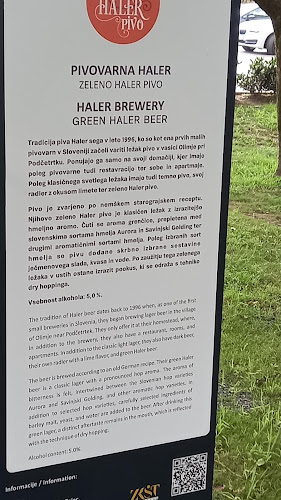 HALER
pivo
PIVOVARNA HALER
ZELENO HALER PIVO
HALER BREWERY
GREEN HALER BEER
Tradicija piva Haler sega v leto 1996, ko so kot ena prvih malih
pivovarn v Sloveniji začeli variti ležak pivo v vasici Olimje pri
Podčetrtku. Ponujajo ga samo na svoji domačiji, kjer imajo
poleg pivovarne tudi restavracijo ter sobe in apartmaje.
Poleg klasičnega svetlega ležaka imajo tudi temno pivo, svoj
radler z okusom limete ter zeleno Haler pivo.
Pivo je zvarjeno po nemškem starograjskem receptu.
Njihovo zeleno Haler pivo je klasičen ležak z izrazitejšo
hmeljno aromo. Čuti se aroma grenčice, prepletena med
slovenskima sortama hmelja Aurora in Savinjski Golding ter
drugimi aromatičnimi sortami hmelja. Poleg izbranih sort
hmelja se pivu dodajo skrbno izbrane sestavine
ječmenovega slada, kvasa in vode. Po zaužitju tega zelenega
ležaka v ustih ostane izrazit pookus, ki se odraža s tehniko
dry hoppinga.
Vsebnost alkohola: 5,0 %.
The tradition of Haler beer dates back to 1996 when, as one of the first
small breweries in Slovenia, they began brewing lager beer in the village
of Olimje near Podčetrtek. They only offer it at their homestead, where,
in addition to the brewery, they also have a restaurant, rooms, and
apartments. In addition to the classic light lager, they also have dark beer,
their own radler with a lime flavor, and green Haler beer.
The beer is brewed according to an old German recipe. Their green Haler
beer is a classic lager with a pronounced hop aroma. The aroma of
bitterness is felt, intertwined between the Slovenian hop varieties
Aurora and Savinjski Golding, and other aromatic hop varieties. In
addition to selected hop varieties, carefully selected ingredients of
barley malt, yeast, and water are added to the beer. After drinking this
green lager, a distinct aftertaste remains in the mouth, which is reflected
with the technique of dry hopping.
Alcohol content: 5.0%.
Informacije / Information:
ZKŠT